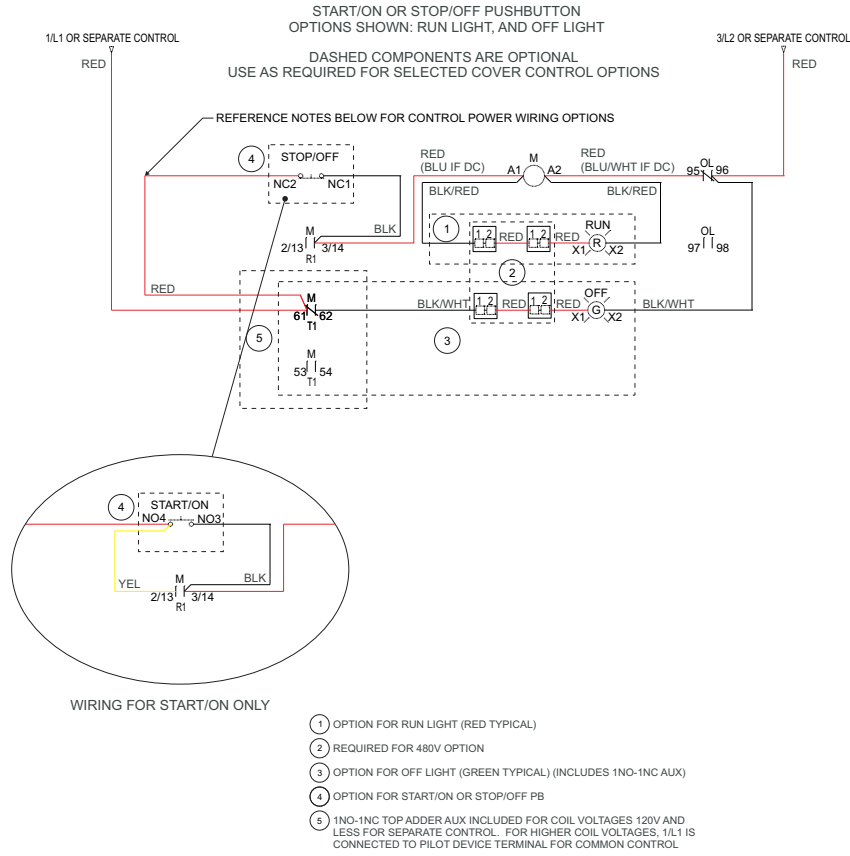 START/ON OR STOP/OFF PUSHBUTTON
OPTIONS SHOWN: RUN LIGHT, AND OFF LIGHT
1/L1 OR SEPARATE CONTROL
3/L2 OR SEPARATE CONTROL
DASHED COMPONENTS ARE OPTIONAL
USE AS REQUIRED FOR SELECTED COVER CONTROL OPTIONS
RED
RED
REFERENCE NOTES BELOW FOR CONTROL POWER WIRING OPTIONS
4
STOP/OFF
NC2 NC1
RED
(BLU IF DC)
M
A1 A2
RED
(BLU/WHT IF DC)
OL
95 96
BLK/RED
BLK/RED
BLK
M
2/13 3/14
R1
1
1 2
RED
1 2
RED
RUN
R
X1 X2
OL
97 98
2
RED
M
61 62
T1
BLK/WHT
1 2
RED
1 2
RED
OFF
G
X1 X2
BLK/WHT
5
3
M
53 54
T1
4
START/ON
NO4 NO3
YEL
M
2/13 3/14
R1
BLK
WIRING FOR START/ON ONLY
1 OPTION FOR RUN LIGHT (RED TYPICAL)
2 REQUIRED FOR 480V OPTION
3 OPTION FOR OFF LIGHT (GREEN TYPICAL) (INCLUDES 1NO-1NC AUX)
4 OPTION FOR START/ON OR STOP/OFF PB
5 1NO-1NC TOP ADDER AUX INCLUDED FOR COIL VOLTAGES 120V AND
LESS FOR SEPARATE CONTROL. FOR HIGHER COIL VOLTAGES, 1/L1 IS
CONNECTED TO PILOT DEVICE TERMINAL FOR COMMON CONTROL